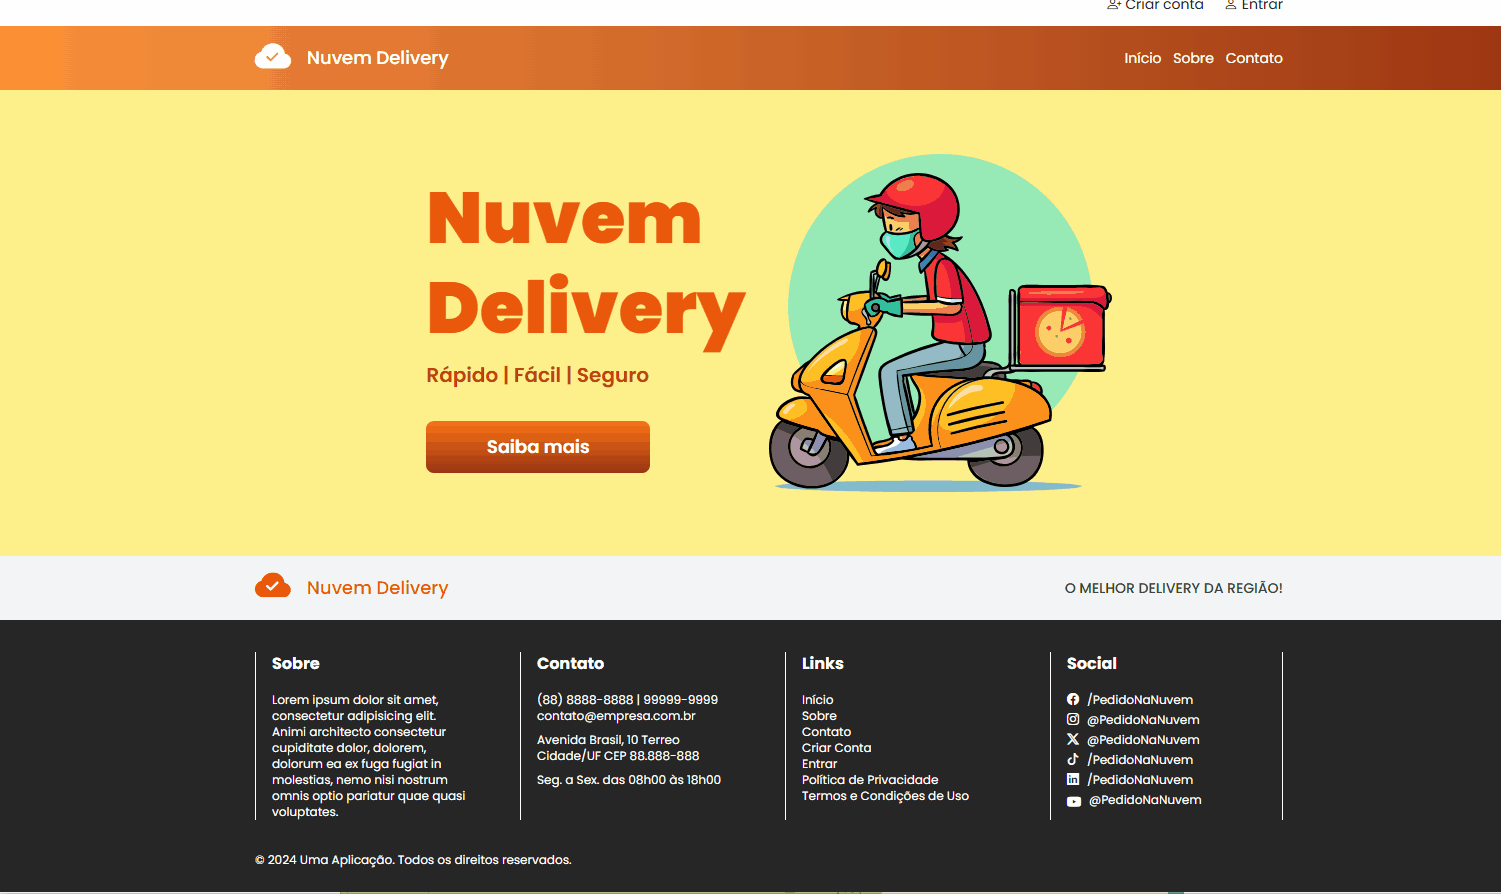 Criar conta Entrar
Nuvem Delivery
Início Sobre Contato
Nuvem
Delivery
Rápido | Fácil | Seguro
Saiba mais
Nuvem Delivery
O MELHOR DELIVERY DA REGIÃO!
Sobre
Lorem ipsum dolor sit amet,
consectetur adipisicing elit.
Animi architecto consectetur
cupiditate dolor, dolorem,
dolorum ea ex fuga fugiat in
molestias, nemo nisi nostrum
omnis optio pariatur quae quasi
voluptates.
Contato
(88) 8888-8888 | 99999-9999
contato@empresa.com.br
Avenida Brasil, 10 Terreo
Cidade/UF CEP 88.888-888
Seg. a Sex. das 08h00 às 18h00
Links
Início
Sobre
Contato
Criar Conta
Entrar
Política de Privacidade
Termos e Condições de Uso
Social
/PedidoNaNuvem
@PedidoNaNuvem
@PedidoNaNuvem
/PedidoNaNuvem
/PedidoNaNuvem
@PedidoNaNuvem
© 2024 Uma Aplicação. Todos os direitos reservados.